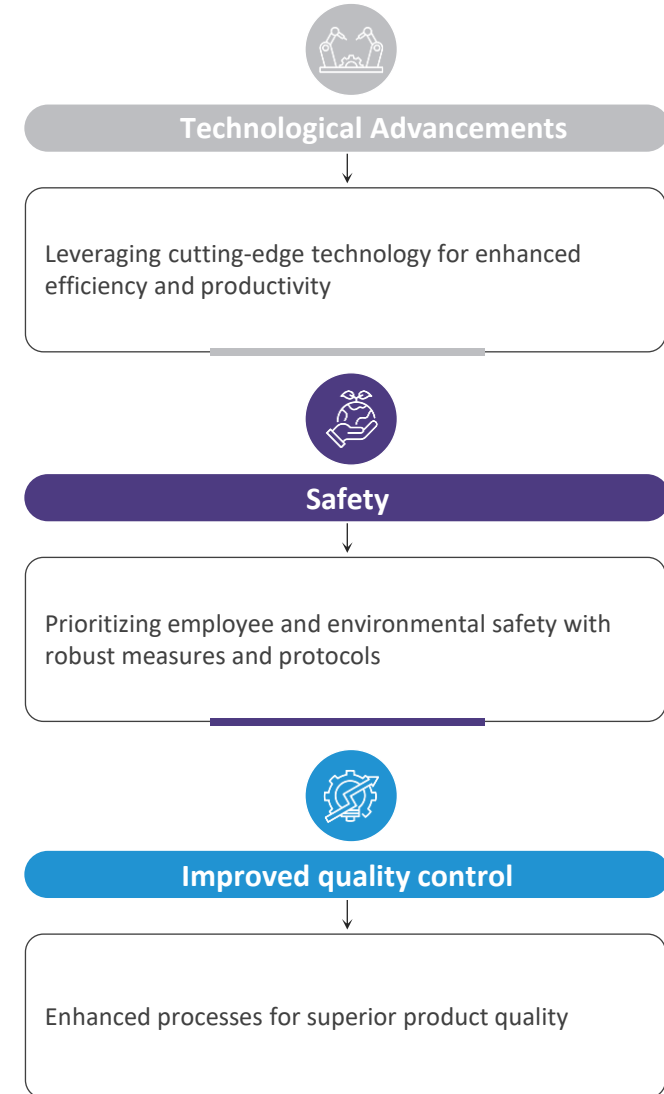 Technological Advancements
Leveraging cutting-edge technology for enhanced
efficiency and productivity
Safety
Prioritizing employee and environmental safety with
robust measures and protocols
Improved quality control
Enhanced processes for superior product quality